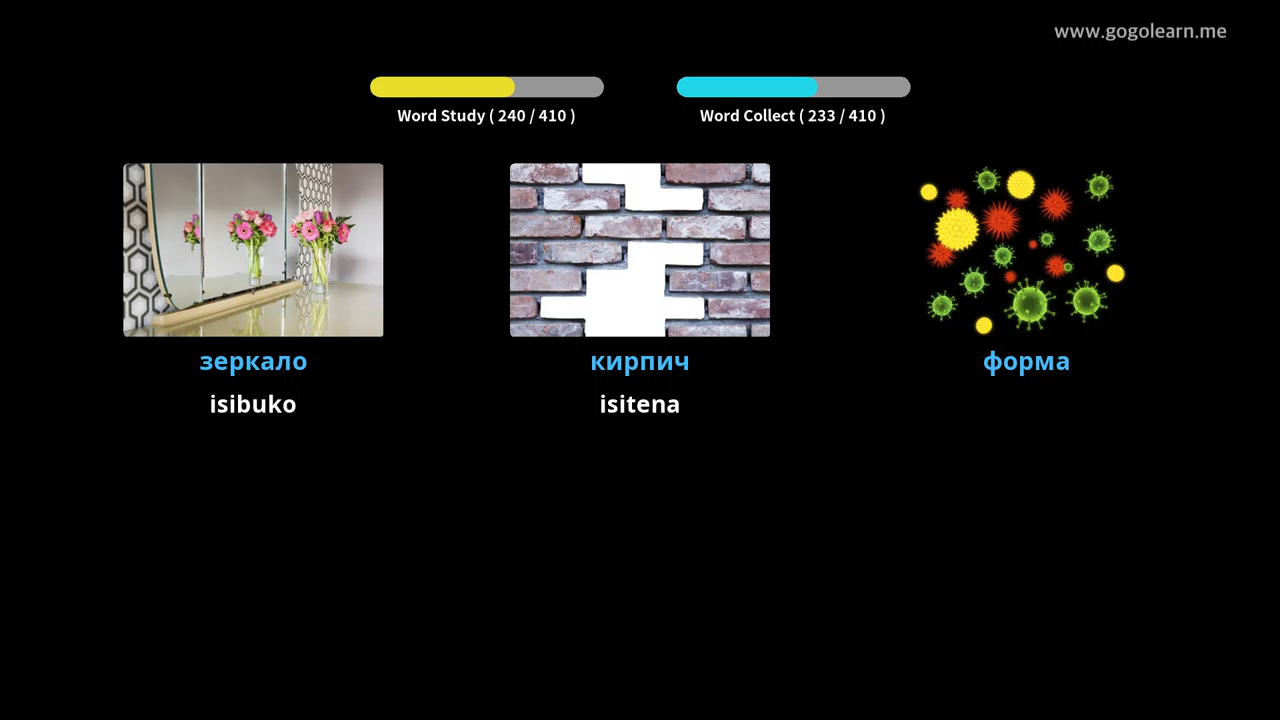 www.gogolearn.me
Word Study ( 240 / 410 )
Word Collect ( 233 / 410 )
зеркало
кирпич
форма
isibuko
isitena